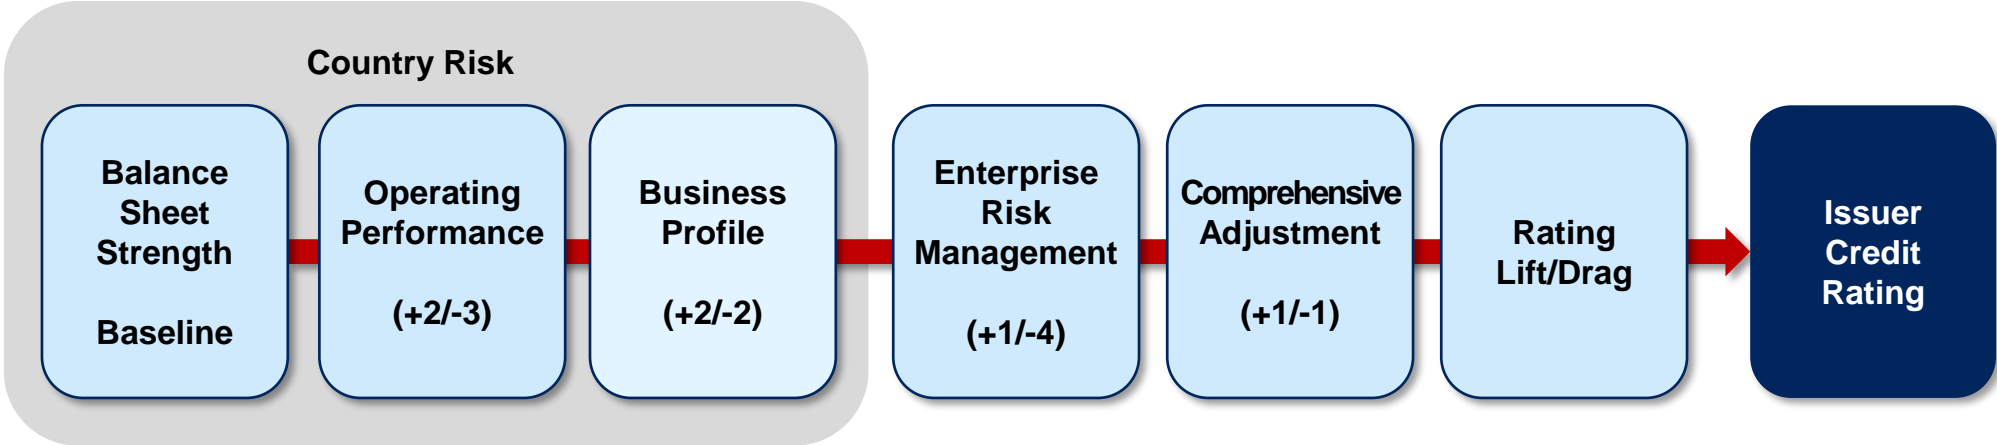 Country Risk
Balance
Sheet
Strength
Baseline
Operating
Performance
(+2/-3)
Business
Profile
(+2/-2)
Enterprise
Risk
Management
(+1/-4)
Comprehensive
Adjustment
(+1/-1)
Rating
Lift/Drag
Issuer
Credit
Rating